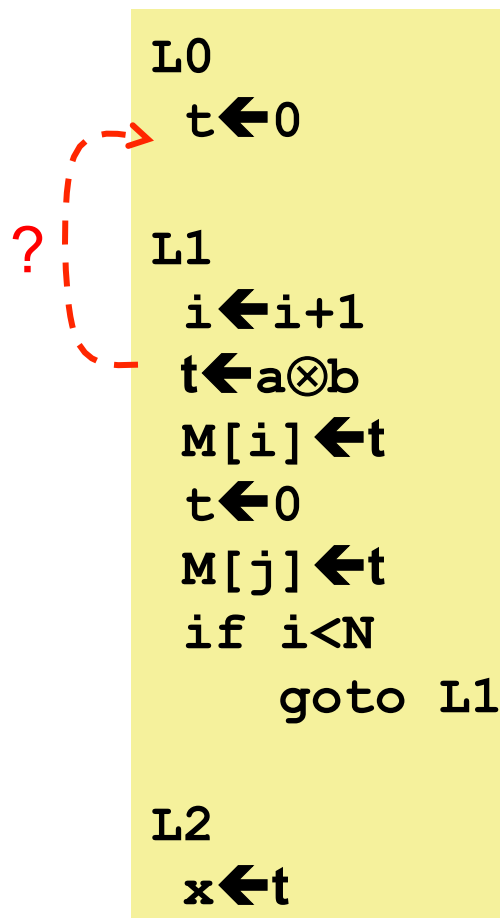 L0
t🡸0
L1
?
i🡸i+1
t🡸a⊗b
M[i]🡸t
t🡸0
M[j]🡸t
if i<N
goto L1
L2
x🡸t